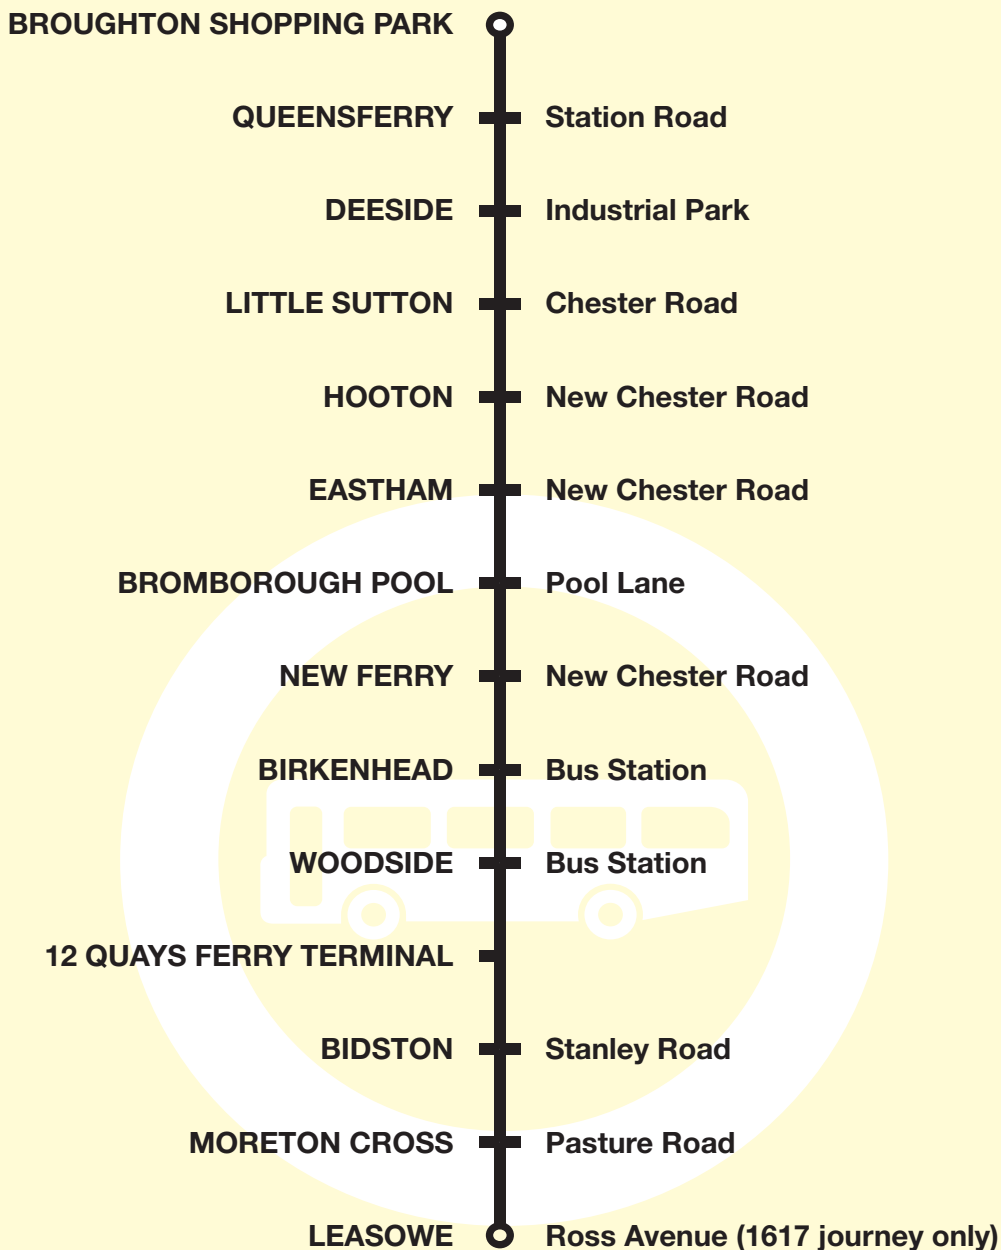 BROUGHTON SHOPPING PARK
QUEENSFERRY Station Road
DEESIDE Industrial Park
LITTLE SUTTON Chester Road
HOOTON New Chester Road
EASTHAM New Chester Road
BROMBOROUGH POOL Pool Lane
NEW FERRY New Chester Road
BIRKENHEAD Bus Station
WOODSIDE Bus Station
12 QUAYS FERRY TERMINAL
BIDSTON Stanley Road
MORETON CROSS Pasture Road
LEASOWE Ross Avenue (1617 journey only)